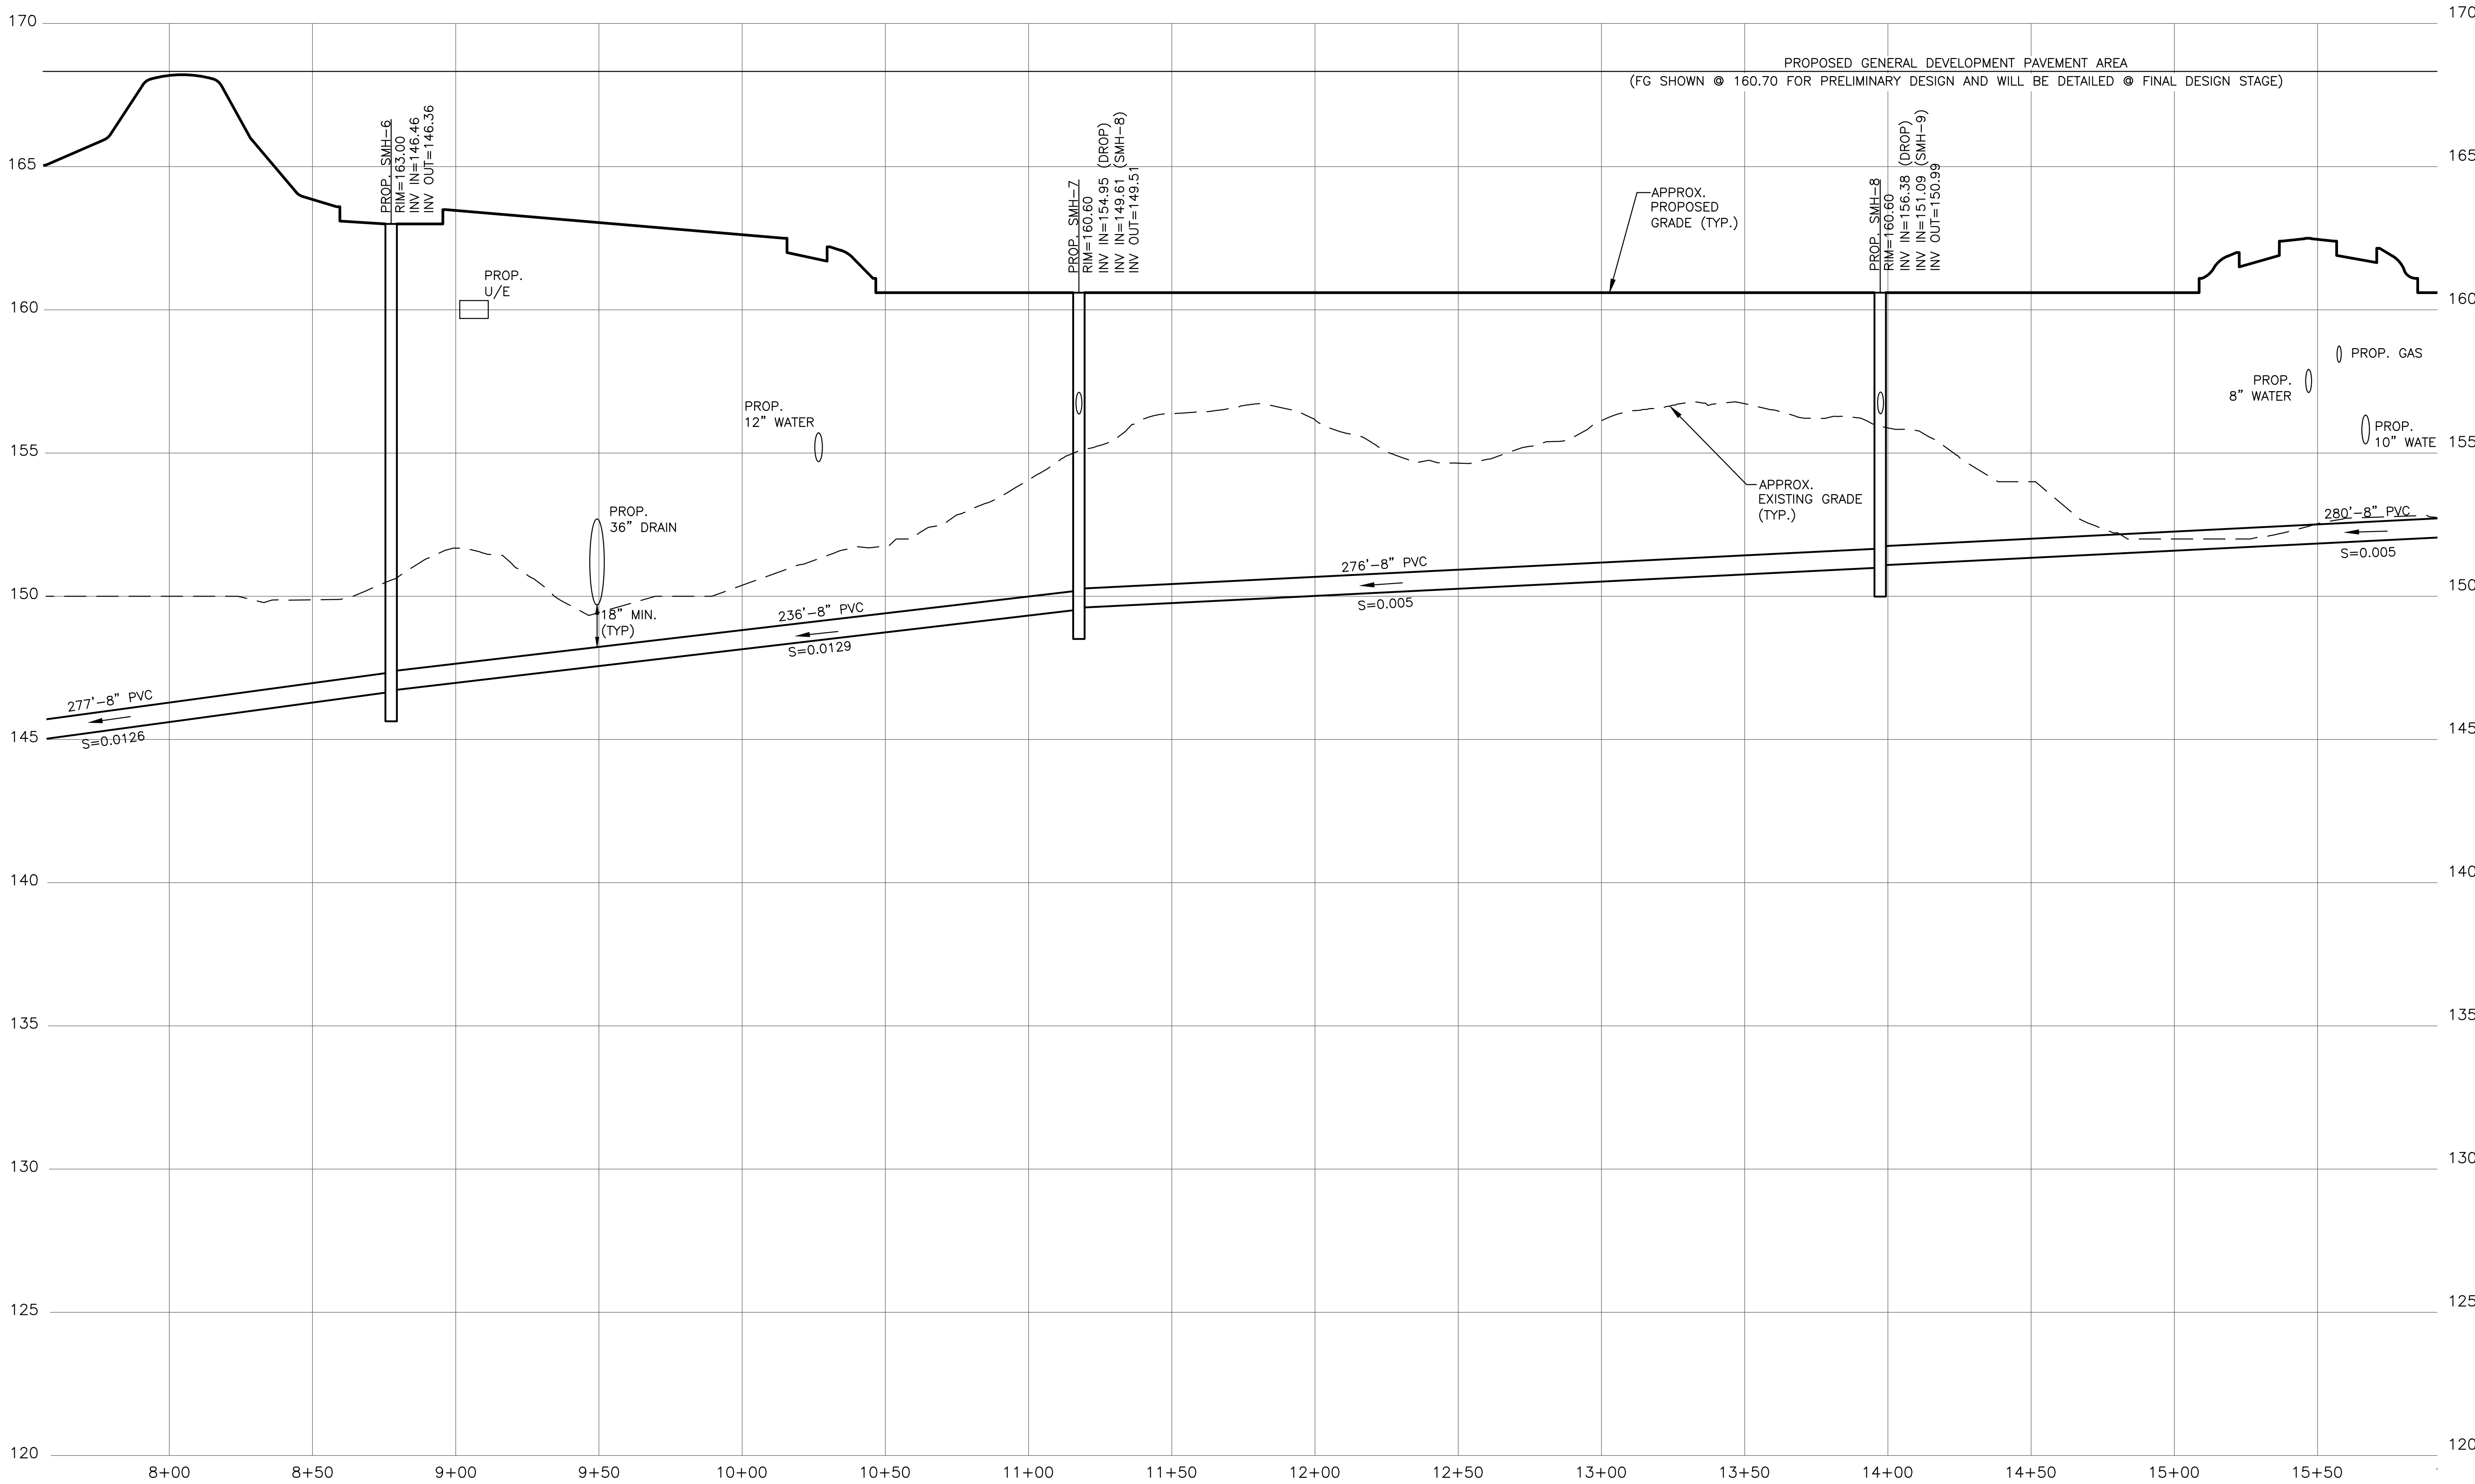 170
170
PROPOSED GENERAL DEVELOPMENT PAVEMENT AREA
(FG SHOWN @ 160.70 FOR PRELIMINARY DESIGN AND WILL BE DETAILED @ FINAL DESIGN STAGE)
165
165
PROP. SMH-6
RIM=163.00
INV IN=146.46
INV OUT=146.36
PROP. SMH-7
RIM=160.60
INV IN=154.95 (DROP)
INV IN=149.61 (SMH-8)
INV OUT=149.51
APPROX.
PROPOSED
GRADE (TYP.)
PROP. SMH-8
RIM=160.60
INV IN=156.38 (DROP)
INV IN=151.09 (SMH-9)
INV OUT=150.99
PROP.
U/E
160
160
PROP. GAS
PROP.
8" WATER
PROP.
12" WATER
PROP.
10" WATE
155
155
APPROX.
EXISTING GRADE
(TYP.)
PROP.
36" DRAIN
280'-8" PVC
S=0.005
276'-8" PVC
S=0.005
150
150
18" MIN.
(TYP)
236'-8" PVC
S=0.0129
277'-8" PVC
S=0.0126
145
145
140
140
135
135
130
130
125
125
120
120
8+00
8+50
9+00
9+50
10+00
10+50
11+00
11+50
12+00
12+50
13+00
13+50
14+00
14+50
15+00
15+50